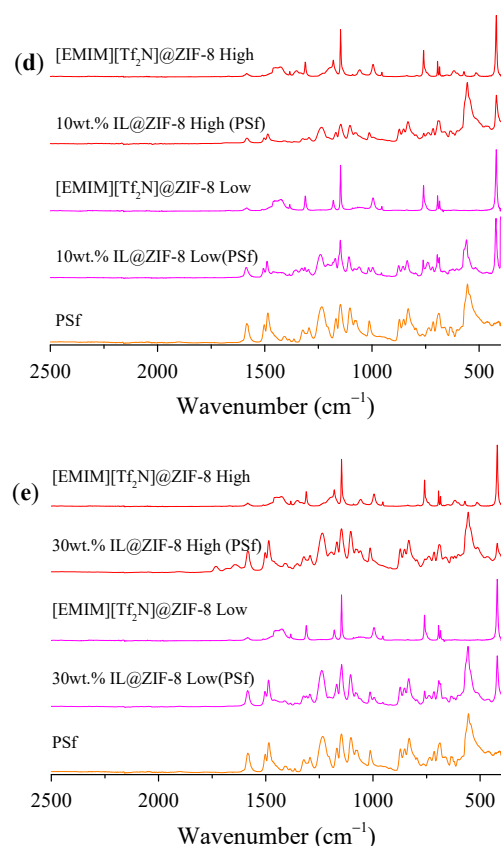 (d)
[EMIM][Tf₂N]@ZIF-8 High
10wt.% IL@ZIF-8 High (PSf)
[EMIM][Tf₂N]@ZIF-8 Low
10wt.% IL@ZIF-8 Low(PSf)
PSf
2500 2000 1500 1000 500
Wavenumber (cm⁻¹)
(e)
[EMIM][Tf₂N]@ZIF-8 High
30wt.% IL@ZIF-8 High (PSf)
[EMIM][Tf₂N]@ZIF-8 Low
30wt.% IL@ZIF-8 Low(PSf)
PSf
2500 2000 1500 1000 500
Wavenumber (cm⁻¹)